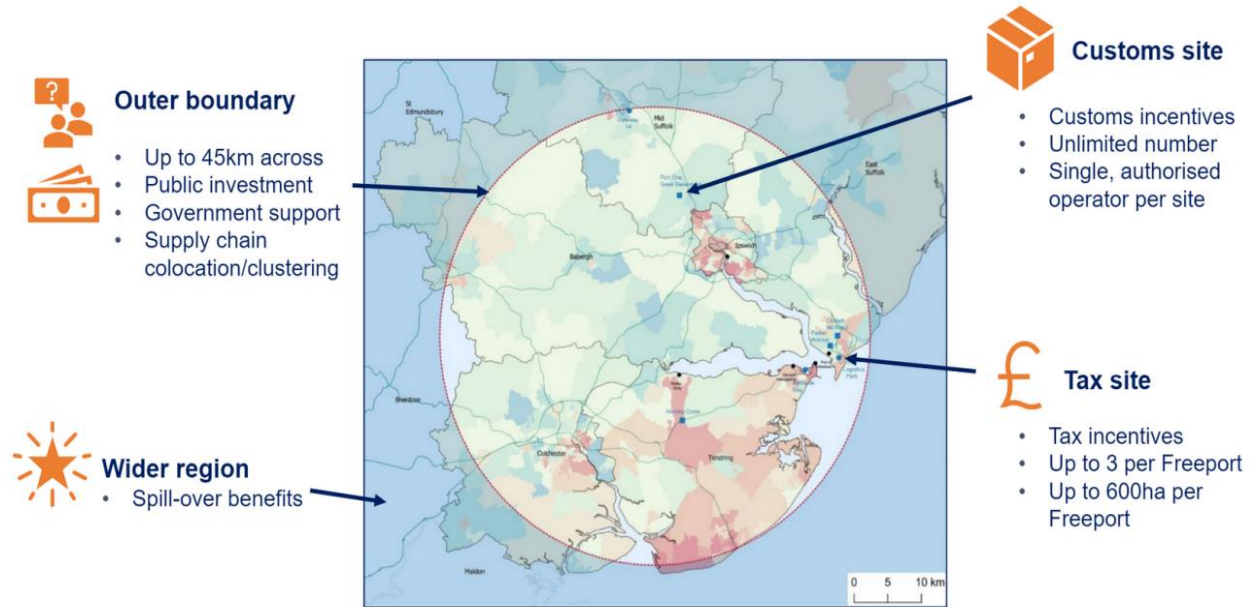 Outer boundary
• Up to 45km across
• Public investment
• Government support
• Supply chain
colocation/clustering
Wider region
• Spill-over benefits
Customs site
• Customs incentives
• Unlimited number
• Single, authorised
operator per site
£
Tax site
• Tax incentives
• Up to 3 per Freeport
• Up to 600ha per
Freeport
?
St
Edmundsbury
Mid
Suffolk
East
Suffolk
Babergh
Ipswich
Braintree
Colchester
Tendring
Maldon
Logistics
Park
0 5 10 km